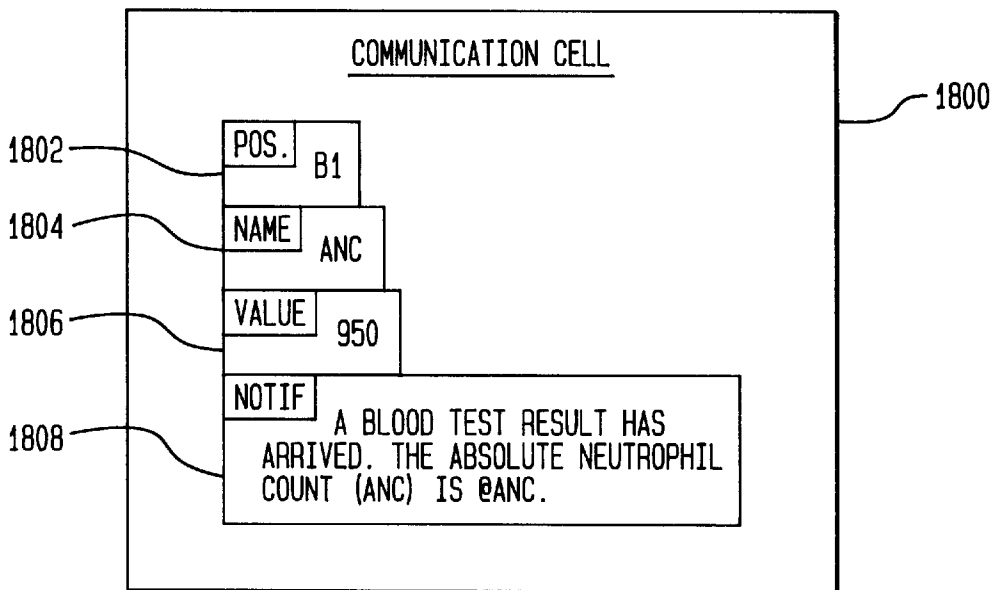 COMMUNICATION CELL
1800
1802
POS.
B1
1804
NAME
ANC
1806
VALUE
950
1808
NOTIF
A BLOOD TEST RESULT HAS
ARRIVED. THE ABSOLUTE NEUTROPHIL
COUNT (ANC) IS @ANC.